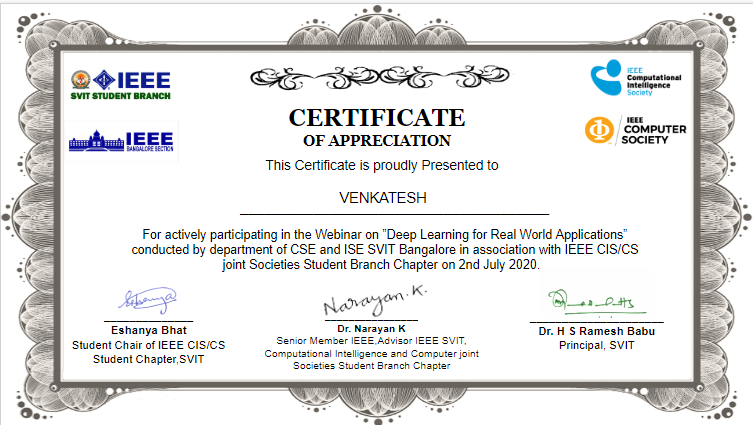 IEEE
SVIT STUDENT BRANCH
IEEE
BANGALORE SECTION
IEEE
Computational
Intelligence
Society
IEEE
COMPUTER
SOCIETY
CERTIFICATE
OF APPRECIATION
This Certificate is proudly Presented to
VENKATESH
For actively participating in the Webinar on "Deep Learning for Real World Applications"
conducted by department of CSE and ISE SVIT Bangalore in association with IEEE CIS/CS
joint Societies Student Branch Chapter on 2nd July 2020.
Eshanya Bhat
Student Chair of IEEE CIS/CS
Student Chapter,SVIT
Narayan.K.
Dr. Narayan K
Senior Member IEEE,Advisor IEEE SVIT,
Computational Intelligence and Computer joint
Societies Student Branch Chapter
Dr. H S Ramesh Babu
Principal, SVIT